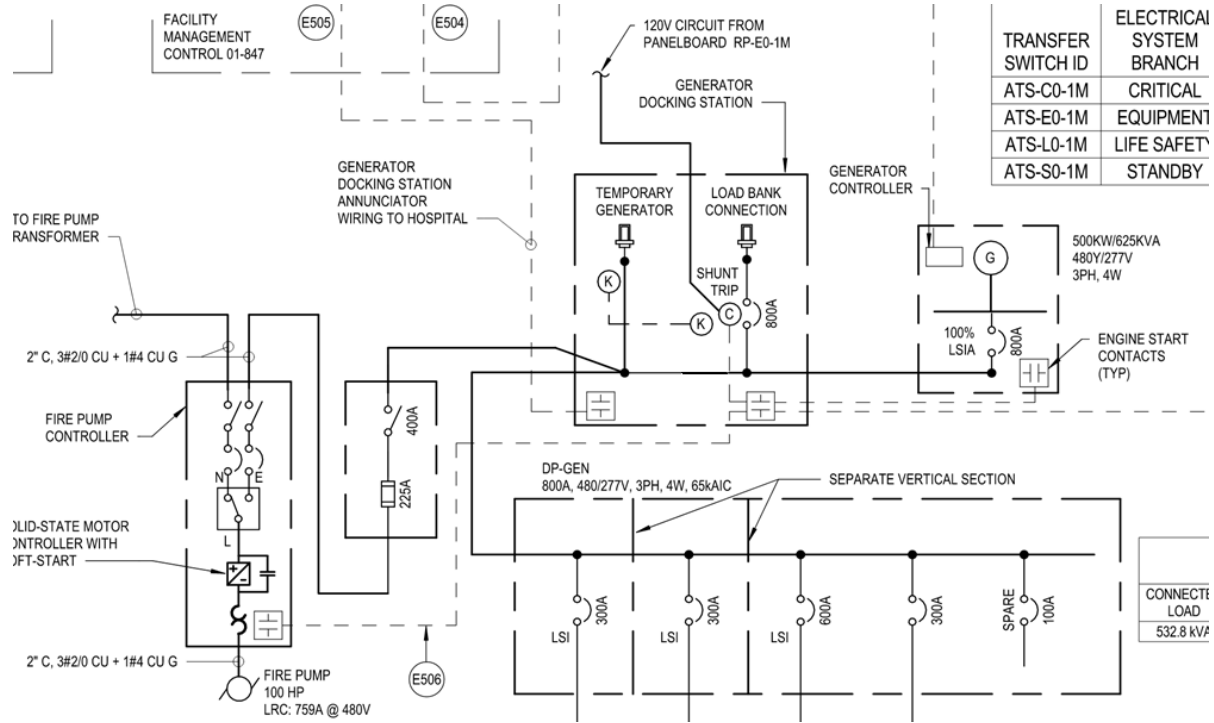 FACILITY
MANAGEMENT
CONTROL 01-847
E505
E504
120V CIRCUIT FROM
PANELBOARD RP-E0-1M
GENERATOR
DOCKING STATION
TRANSFER
SWITCH ID
ELECTRICAL
SYSTEM
BRANCH
ATS-C0-1M CRITICAL
ATS-E0-1M EQUIPMENT
ATS-L0-1M LIFE SAFETY
ATS-S0-1M STANDBY
GENERATOR
DOCKING STATION
ANNUNCIATOR
WIRING TO HOSPITAL
TEMPORARY
GENERATOR
LOAD BANK
CONNECTION
GENERATOR
CONTROLLER
TO FIRE PUMP
RANSFORMER
K
K
SHUNT
TRIP
C
800A
G
500KW/625KVA
480Y/277V
3PH, 4W
100%
LSIA
800A
ENGINE START
CONTACTS
(TYP)
2" C, 3#2/0 CU + 1#4 CU G
FIRE PUMP
CONTROLLER
400A
225A
N
E
L
OLID-STATE MOTOR
ONTROLLER WITH
OFT-START
DP-GEN
800A, 480/277V, 3PH, 4W, 65kAIC
SEPARATE VERTICAL SECTION
300A
LSI
300A
LSI
600A
LSI
300A
SPARE
100A
CONNECTE
LOAD
532.8 kVA
2" C, 3#2/0 CU + 1#4 CU G
FIRE PUMP
100 HP
LRC: 759A @ 480V
E506